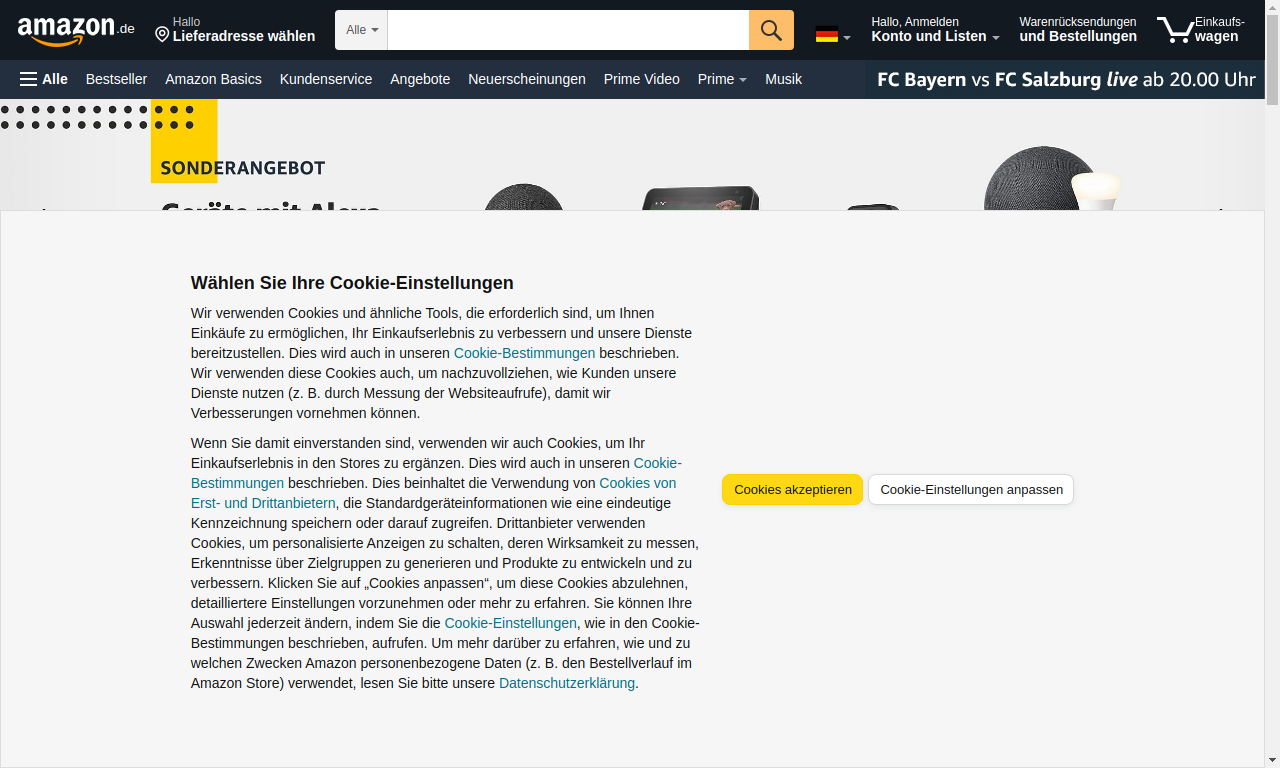 amazon.de
Hallo
Lieferadresse wählen
Alle
Hallo, Anmelden
Konto und Listen
Warenrücksendungen
und Bestellungen
Einkaufs-
wagen
Alle
Bestseller
Amazon Basics
Kundenservice
Angebote
Neuerscheinungen
Prime Video
Prime
Musik
FC Bayern vs FC Salzburg live ab 20.00 Uhr
SONDERANGEBOT
Geräte mit Alexa
Wählen Sie Ihre Cookie-Einstellungen
Wir verwenden Cookies und ähnliche Tools, die erforderlich sind, um Ihnen
Einkäufe zu ermöglichen, Ihr Einkaufserlebnis zu verbessern und unsere Dienste
bereitzustellen. Dies wird auch in unseren Cookie-Bestimmungen beschrieben.
Wir verwenden diese Cookies auch, um nachzuvollziehen, wie Kunden unsere
Dienste nutzen (z. B. durch Messung der Websiteaufrufe), damit wir
Verbesserungen vornehmen können.
Wenn Sie damit einverstanden sind, verwenden wir auch Cookies, um Ihr
Einkaufserlebnis in den Stores zu ergänzen. Dies wird auch in unseren Cookie-
Bestimmungen beschrieben. Dies beinhaltet die Verwendung von Cookies von
Erst- und Drittanbietern, die Standardgeräteinformationen wie eine eindeutige
Kennzeichnung speichern oder darauf zugreifen. Drittanbieter verwenden
Cookies, um personalisierte Anzeigen zu schalten, deren Wirksamkeit zu messen,
Erkenntnisse über Zielgruppen zu generieren und Produkte zu entwickeln und zu
verbessern. Klicken Sie auf „Cookies anpassen“, um diese Cookies abzulehnen,
detailliertere Einstellungen vorzunehmen oder mehr zu erfahren. Sie können Ihre
Auswahl jederzeit ändern, indem Sie die Cookie-Einstellungen, wie in den Cookie-
Bestimmungen beschrieben, aufrufen. Um mehr darüber zu erfahren, wie und zu
welchen Zwecken Amazon personenbezogene Daten (z. B. den Bestellverlauf im
Amazon Store) verwendet, lesen Sie bitte unsere Datenschutzerklärung.
Cookies akzeptieren
Cookie-Einstellungen anpassen